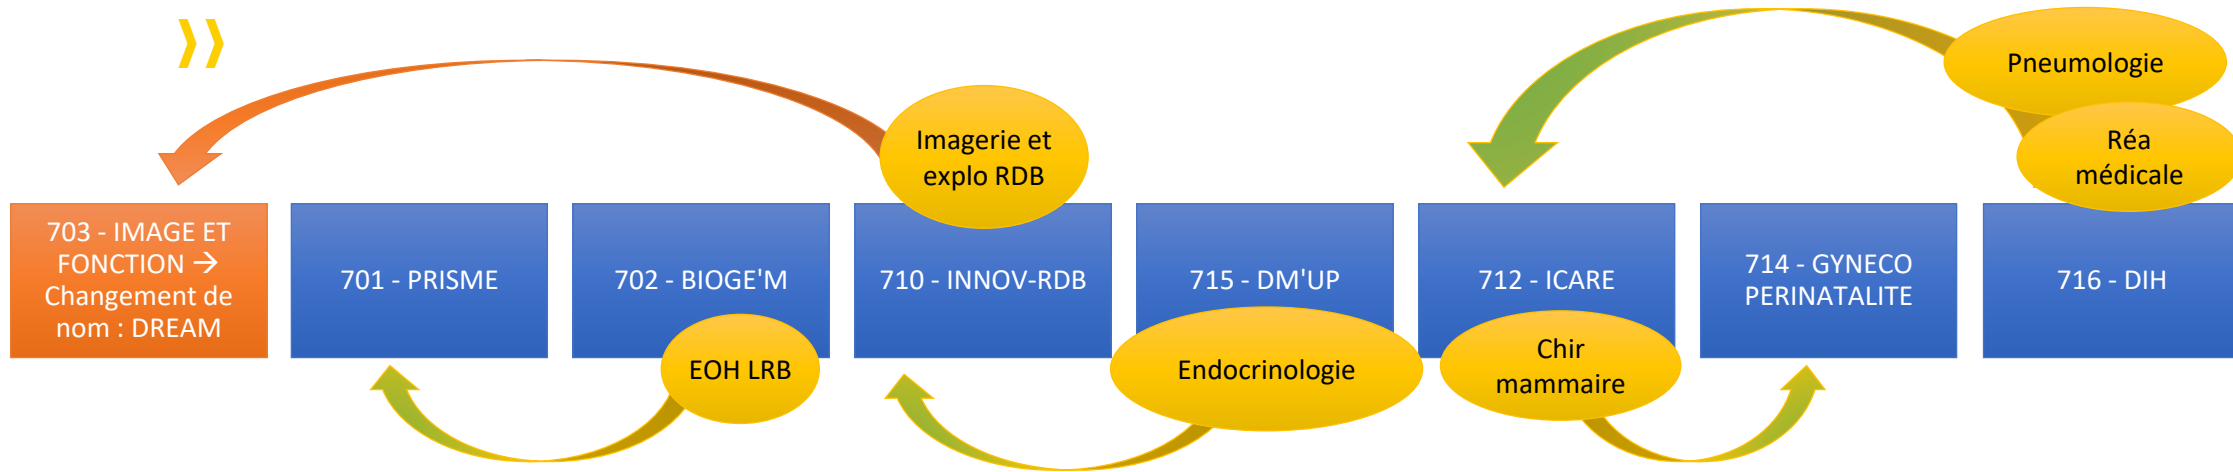 Pneumologie
Réa
médicale
Imagerie et
explo RDB
703 - IMAGE ET
FONCTION →
Changement de
nom : DREAM
701 - PRISME
702 - BIOGE'M
710 - INNOV-RDB
715 - DM'UP
712 - ICARE
714 - GYNECO
PERINATALITE
716 - DIH
EOH LRB
Endocrinologie
Chir
mammaire